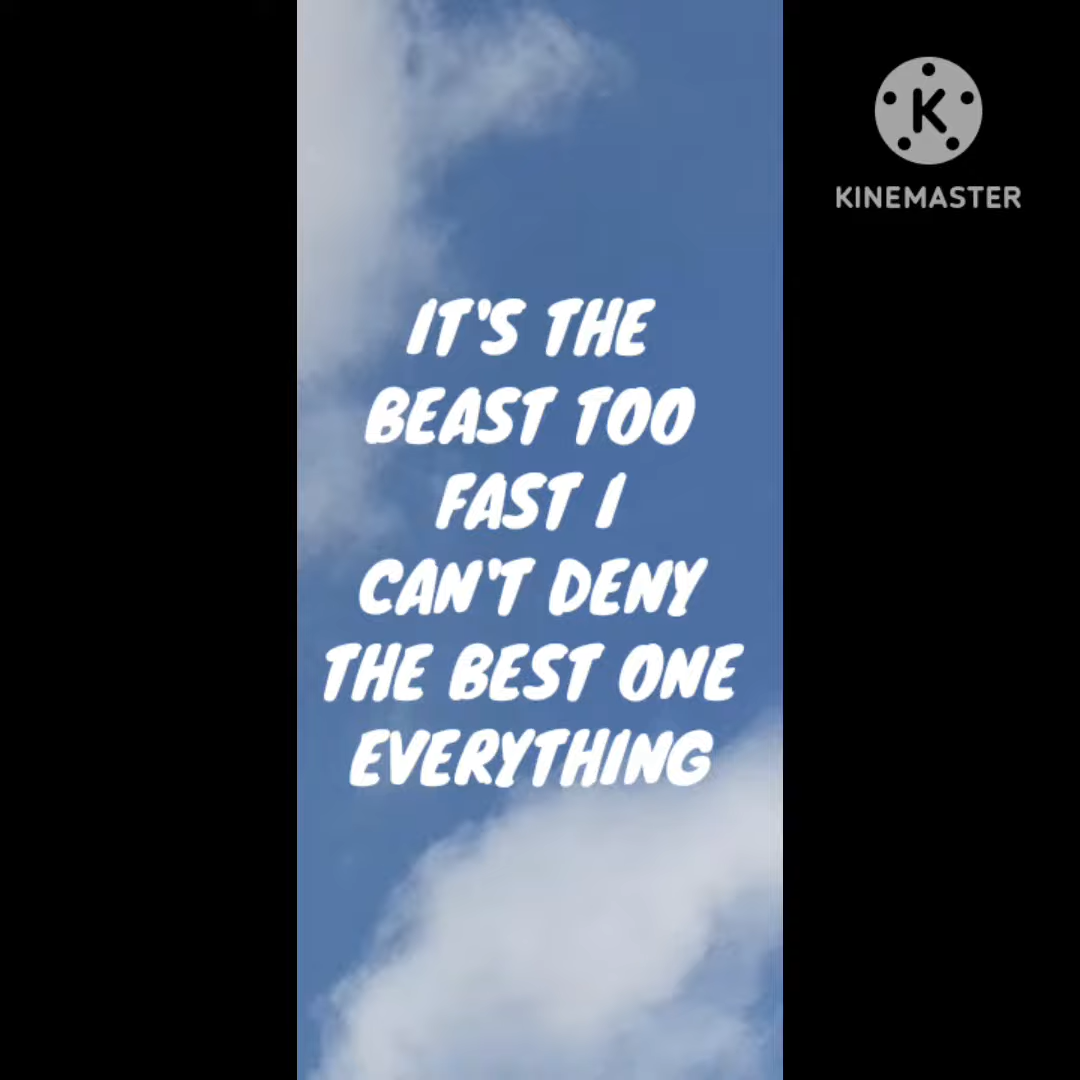 K
KINEMASTER
IT'S THE
BEAST TOO
FAST I
CAN'T DENY
THE BEST ONE
EVERYTHING